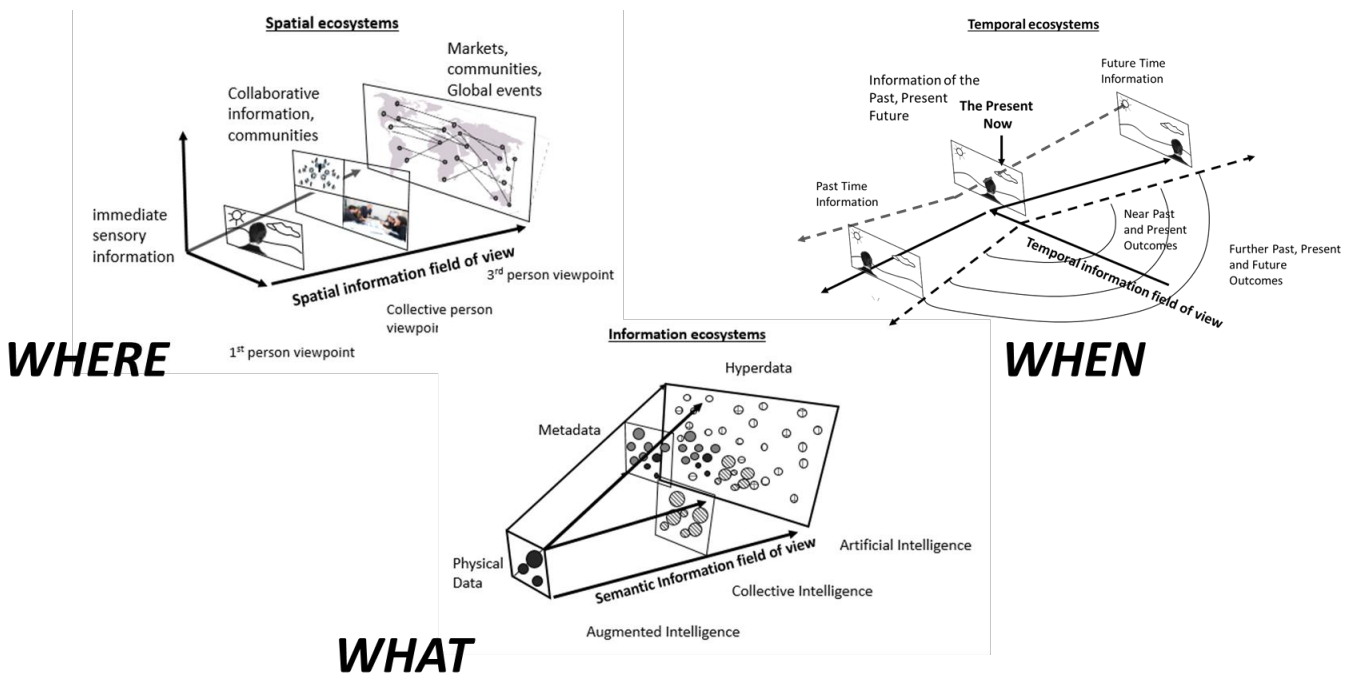 Spatial ecosystems
Markets,
communities,
Global events
Collaborative
information,
communities
immediate
sensory
information
Spatial information field of view
3rd person viewpoint
Collective person
viewpoir
1st person viewpoint
WHERE
Temporal ecosystems
Future Time
Information
Information of the
Past, Present
Future
The Present
Now
Past Time
Information
Near Past
and Present
Outcomes
Further Past, Present
and Future
Outcomes
Temporal information field of view
WHEN
Information ecosystems
Hyperdata
Metadata
Physical
Data
Semantic Information field of view
Artificial Intelligence
Collective Intelligence
Augmented Intelligence
WHAT